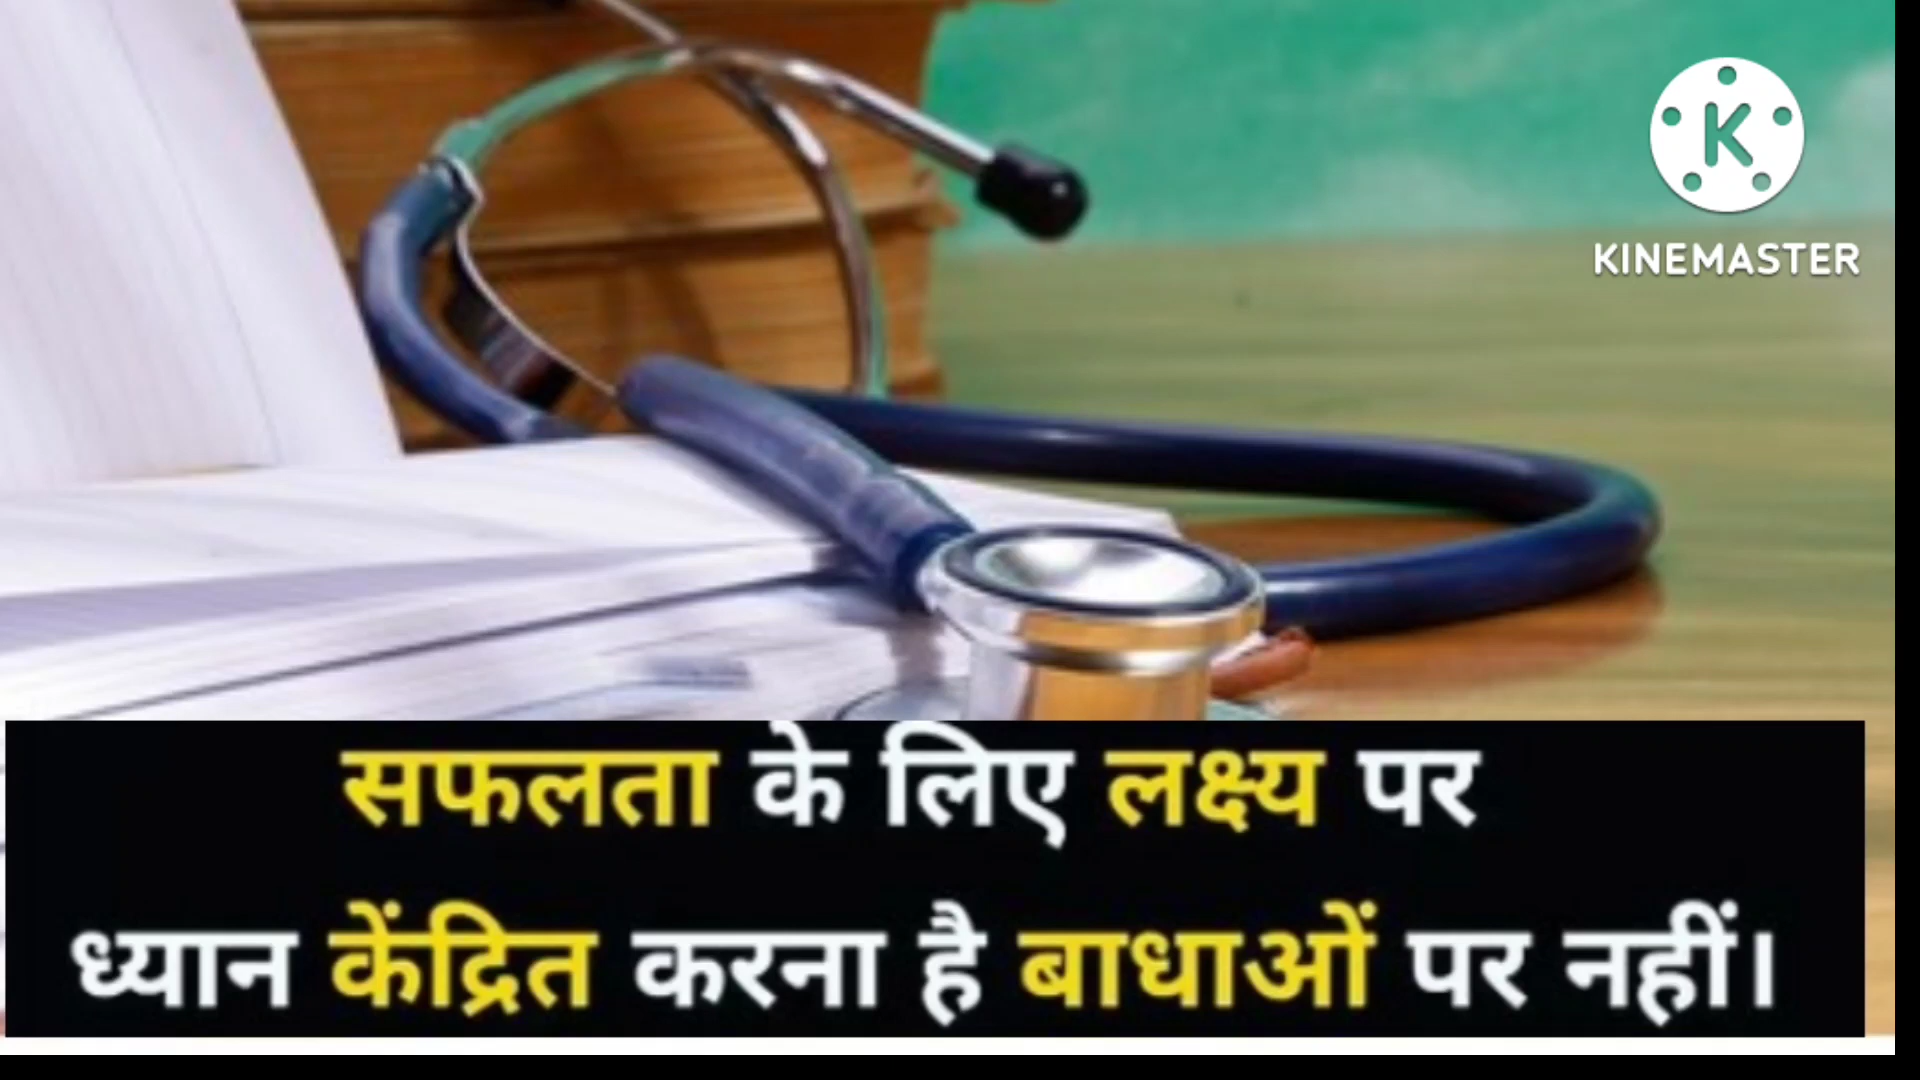 K
KINEMASTER
सफलता के लिए लक्ष्य पर
ध्यान केंद्रित करना है बाधाओं पर नहीं।